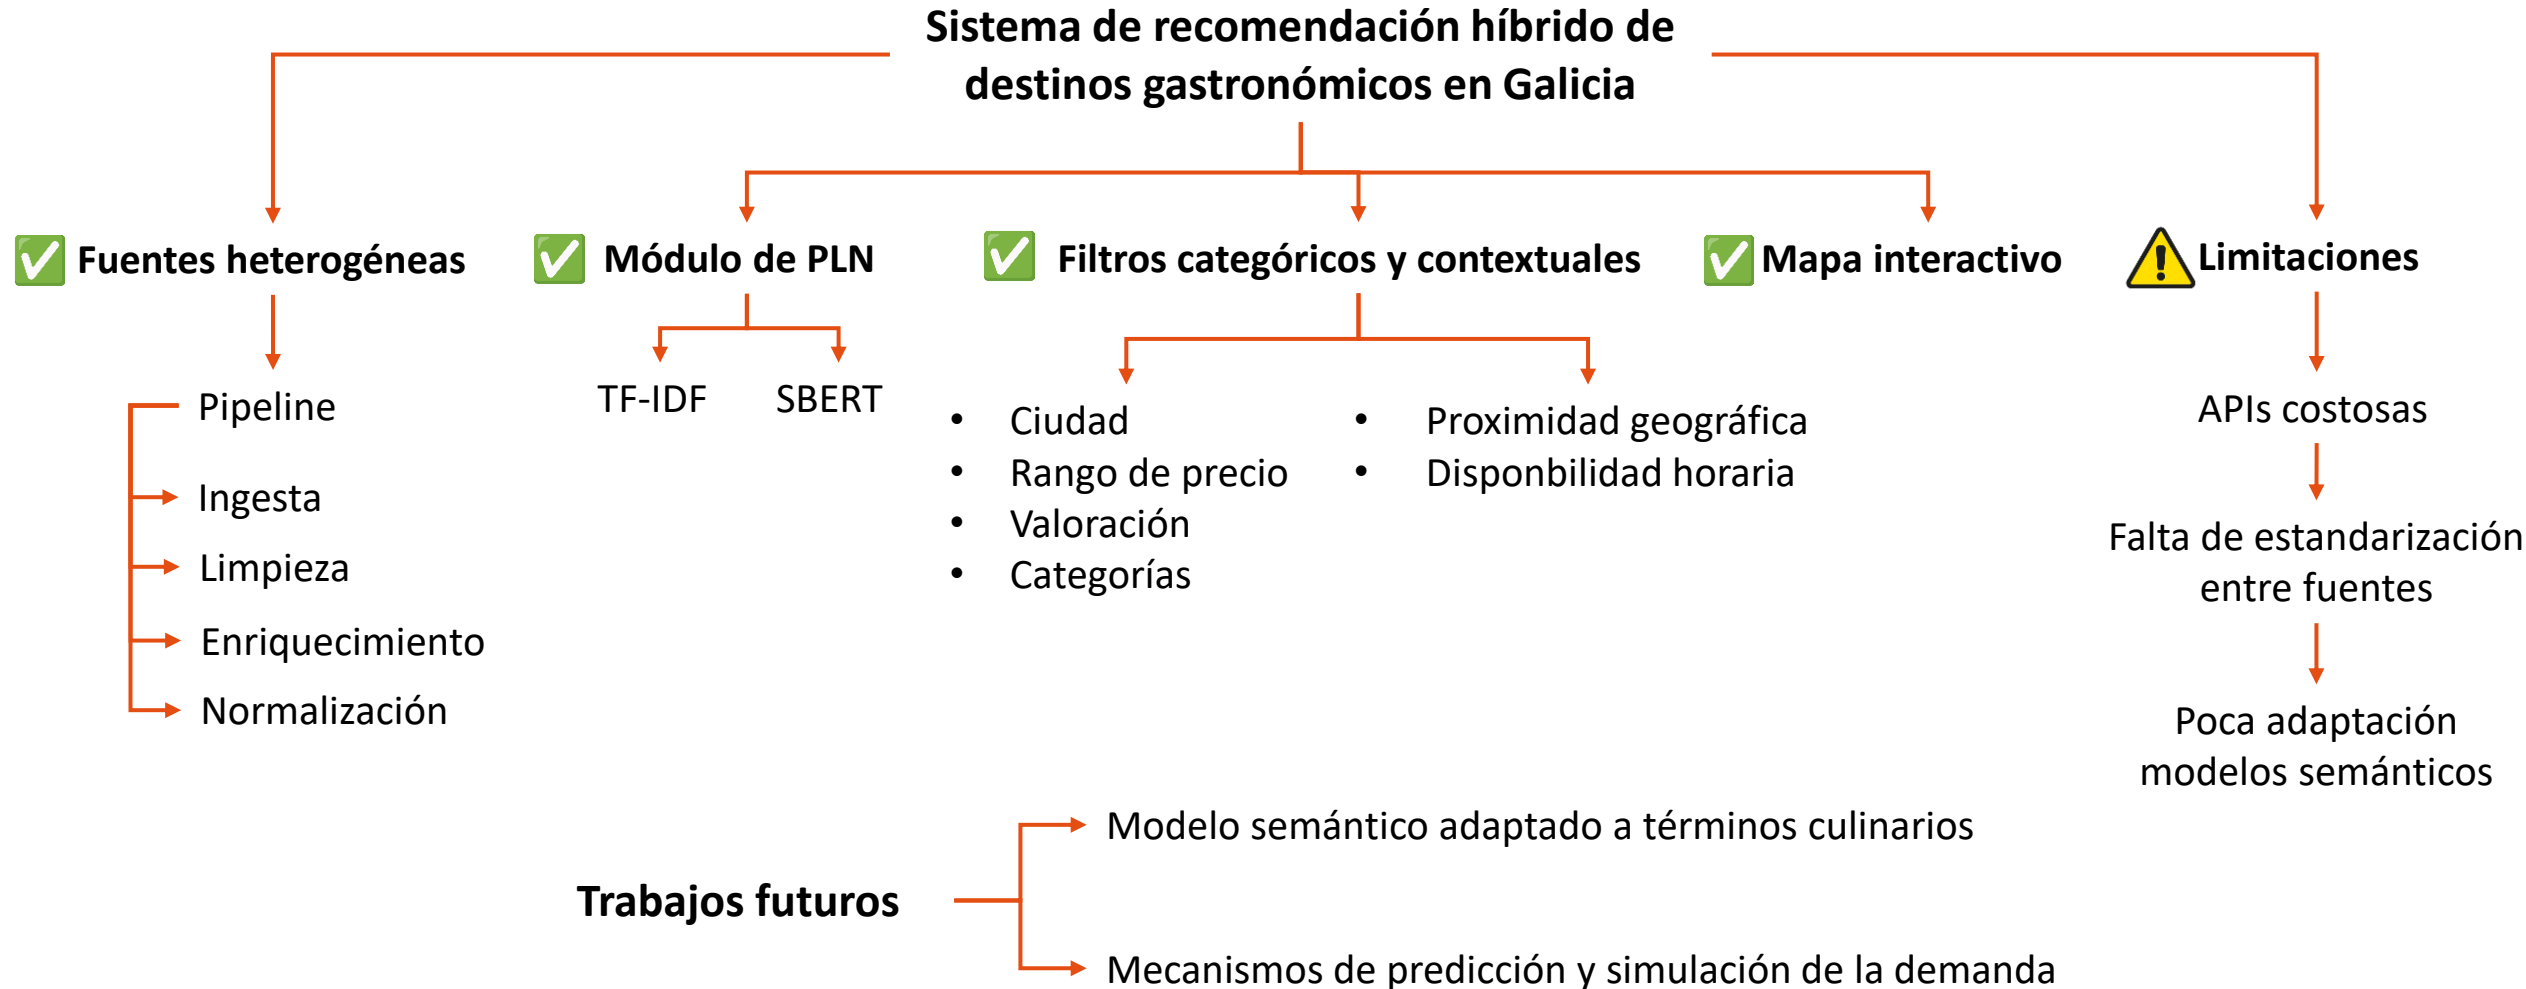 Sistema de recomendación híbrido de
destinos gastronómicos en Galicia
Fuentes heterogéneas
Pipeline
Ingesta
Limpieza
Enriquecimiento
Normalización
Módulo de PLN
TF-IDF
SBERT
Filtros categóricos y contextuales
• Ciudad
• Rango de precio
• Valoración
• Categorías
• Proximidad geográfica
• Disponbilidad horaria
Mapa interactivo
Limitaciones
APIs costosas
Falta de estandarización
entre fuentes
Poca adaptación
modelos semánticos
Trabajos futuros
Modelo semántico adaptado a términos culinarios
Mecanismos de predicción y simulación de la demanda